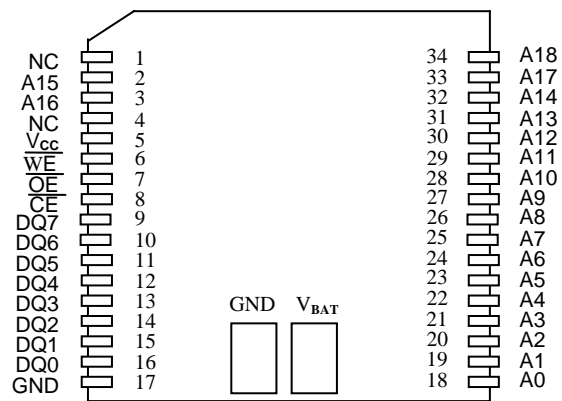 NC 1 34 A18
A15 2 33 A17
A16 3 32 A14
NC 4 31 A13
Vcc 5 30 A12
W̅E̅ 6 29 A11
O̅E̅ 7 28 A10
C̅E̅ 8 27 A9
DQ7 9 26 A8
DQ6 10 25 A7
DQ5 11 24 A6
DQ4 12 23 A5
DQ3 13 GND VBAT 22 A4
DQ2 14 21 A3
DQ1 15 20 A2
DQ0 16 19 A1
GND 17 18 A0